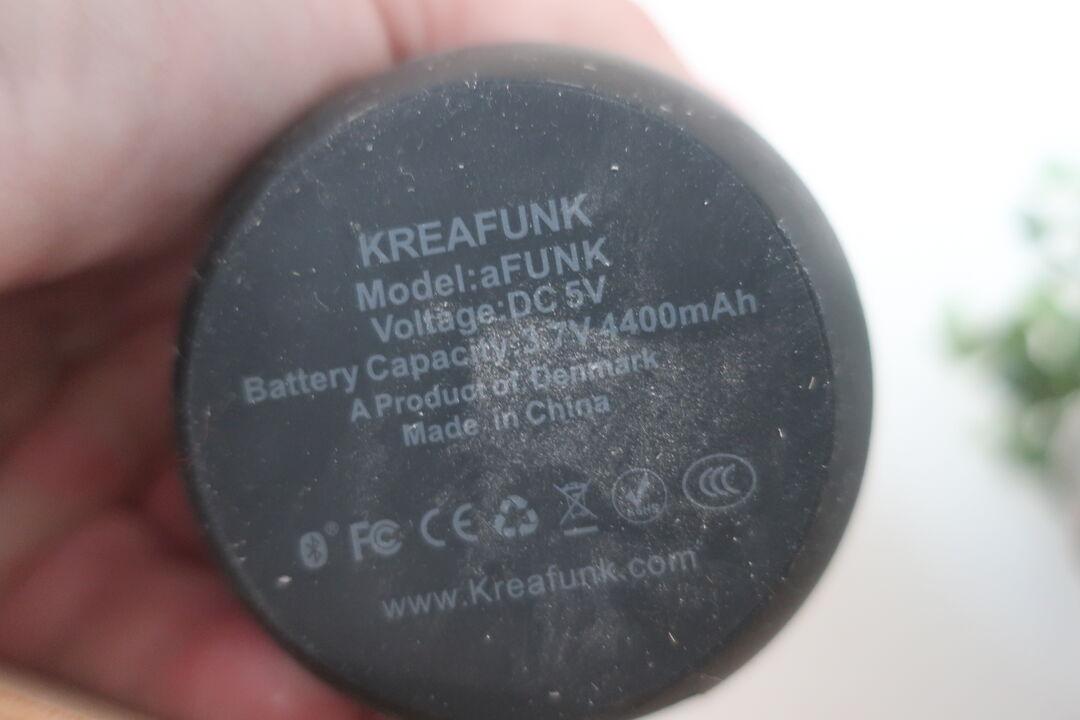 KREAFUNK
Model:aFUNK
Voltage:DC 5V
Battery Capacity:3.7V 4400mAh
A Product of Denmark
Made in China
FC CE CCC
www.Kreafunk.com